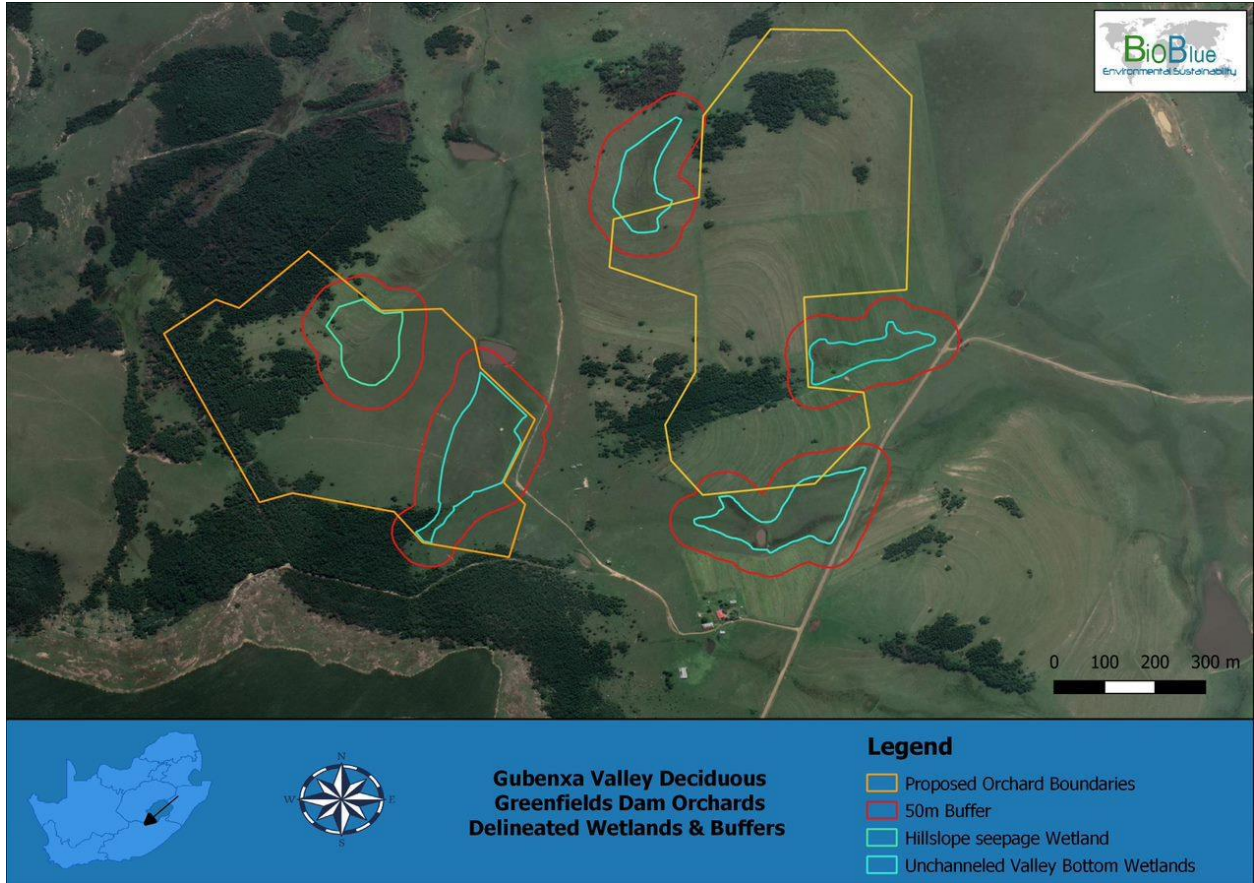 BioBlue
Environmental Sustainability
0 100 200 300 m
N
W E
S
Gubenxa Valley Deciduous
Greenfields Dam Orchards
Delineated Wetlands & Buffers
Legend
Proposed Orchard Boundaries
50m Buffer
Hillslope seepage Wetland
Unchanneled Valley Bottom Wetlands